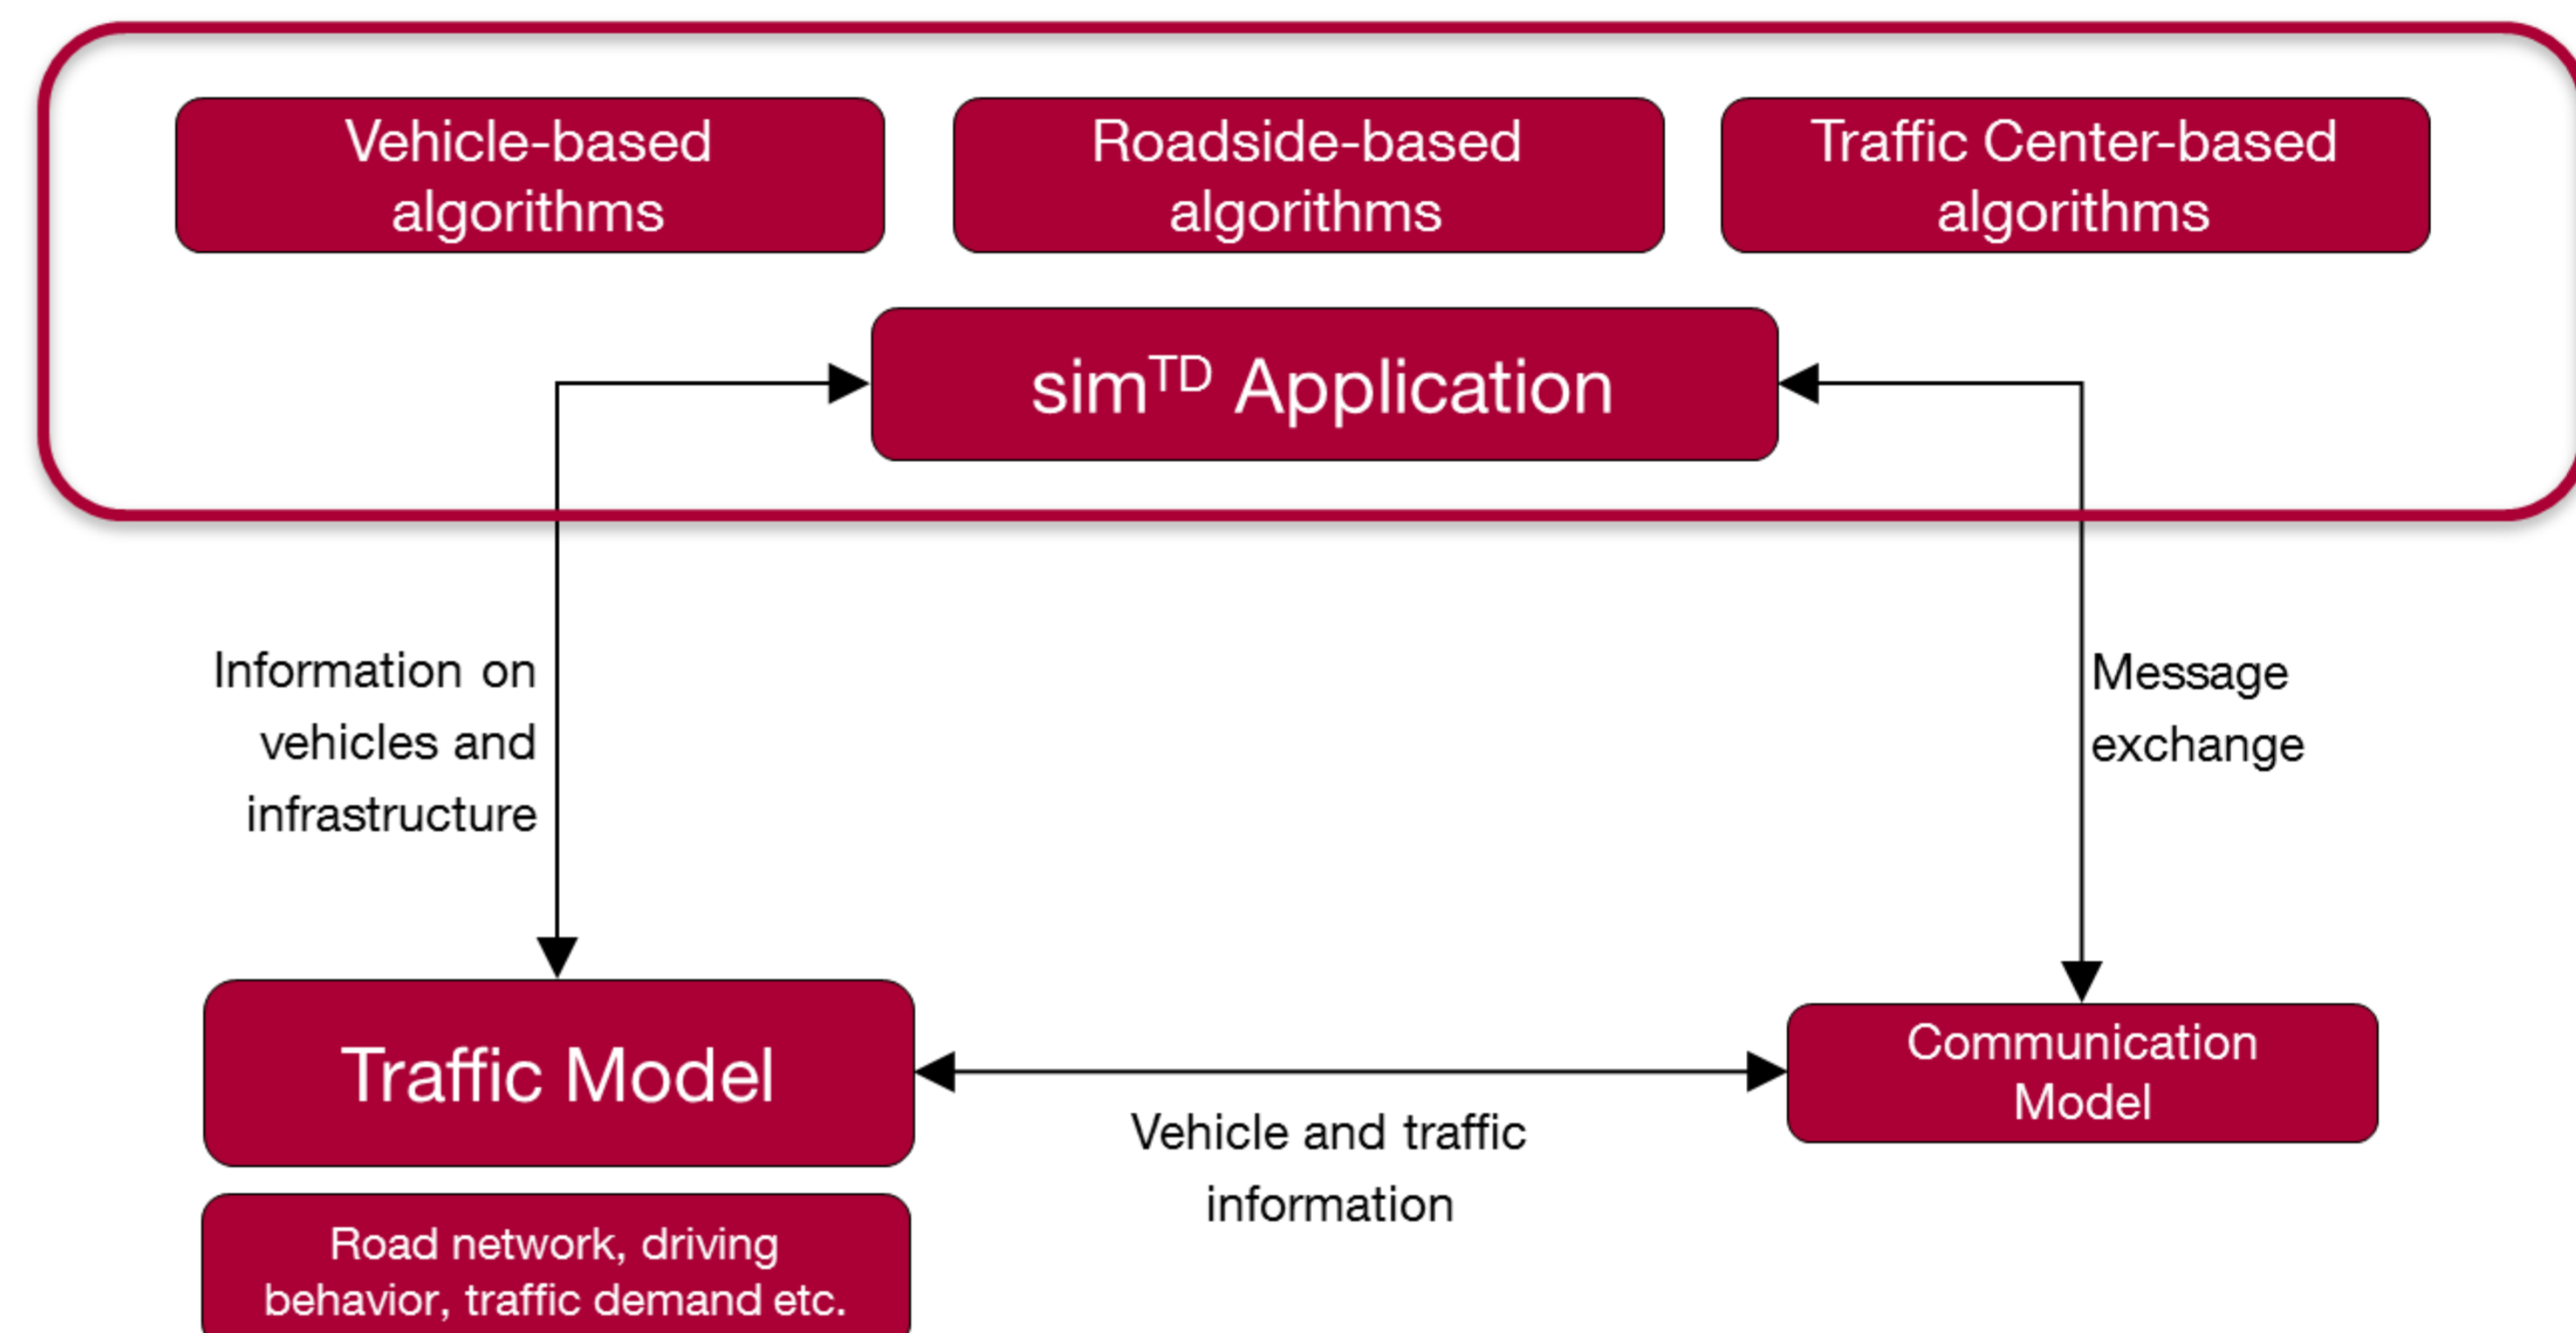 Vehicle-based
algorithms
Roadside-based
algorithms
Traffic Center-based
algorithms
simTD Application
Information on
vehicles and
infrastructure
Message
exchange
Traffic Model
Communication
Model
Vehicle and traffic
information
Road network, driving
behavior, traffic demand etc.